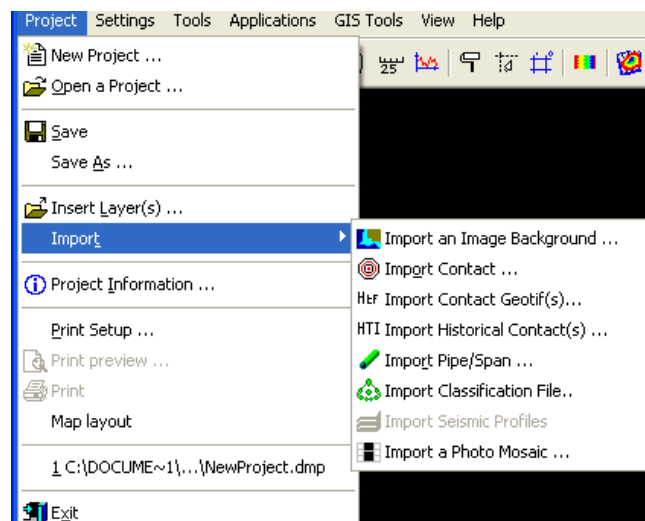 Project Settings Tools Applications GIS Tools View Help
New Project ...
Open a Project ...
25
Save
Save As ...
Insert Layer(s) ...
Import
Import an Image Background ...
Import Contact ...
Project Information ...
Import Contact Geotif(s)...
HTI Import Historical Contact(s) ...
Print Setup ...
Import Pipe/Span ...
Print preview ...
Import Classification File..
Print
Import Seismic Profiles
Map layout
Import a Photo Mosaic ...
1 C:\DOCUME~1\...\NewProject.dmp
Exit